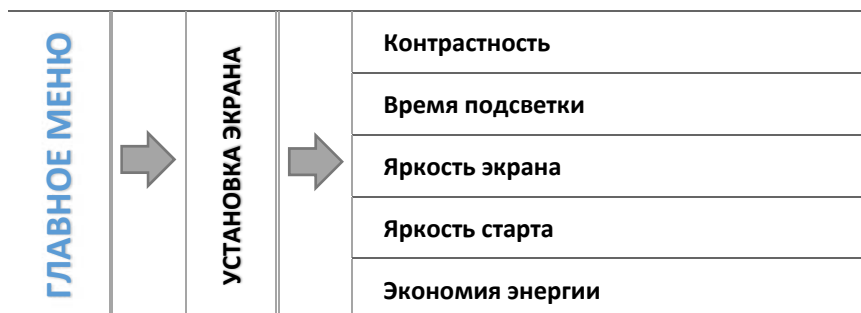 ГЛАВНОЕ МЕНЮ
УСТАНОВКА ЭКРАНА
Контрастность
Время подсветки
Яркость экрана
Яркость старта
Экономия энергии